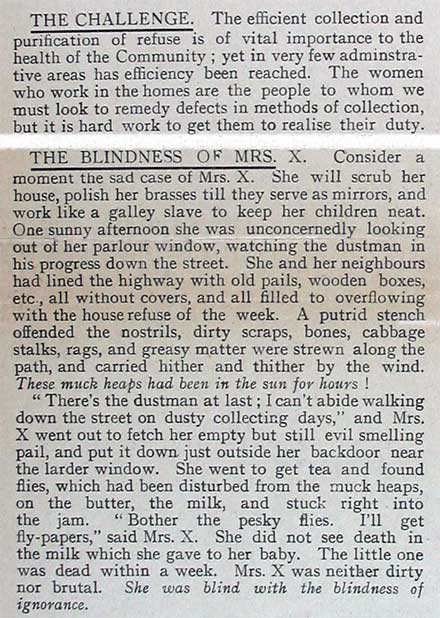 THE CHALLENGE. The efficient collection and
purification of refuse is of vital importance to the
health of the Community ; yet in very few adminstra-
tive areas has efficiency been reached. The women
who work in the homes are the people to whom we
must look to remedy defects in methods of collection,
but it is hard work to get them to realise their duty.
THE BLINDNESS OF MRS. X. Consider a
moment the sad case of Mrs. X. She will scrub her
house, polish her brasses till they serve as mirrors, and
work like a galley slave to keep her children neat.
One sunny afternoon she was unconcernedly looking
out of her parlour window, watching the dustman in
his progress down the street. She and her neighbours
had lined the highway with old pails, wooden boxes,
etc., all without covers, and all filled to overflowing
with the house refuse of the week. A putrid stench
offended the nostrils, dirty scraps, bones, cabbage
stalks, rags, and greasy matter were strewn along the
path, and carried hither and thither by the wind.
These muck heaps had been in the sun for hours !
“ There's the dustman at last ; I can't abide walking
down the street on dusty collecting days,” and Mrs.
X went out to fetch her empty but still evil smelling
pail, and put it down just outside her backdoor near
the larder window. She went to get tea and found
flies, which had been disturbed from the muck heaps,
on the butter, the milk, and stuck right into
the jam. “ Bother the pesky flies. I'll get
fly-papers,” said Mrs. X. She did not see death in
the milk which she gave to her baby. The little one
was dead within a week. Mrs. X was neither dirty
nor brutal. She was blind with the blindness of
ignorance.